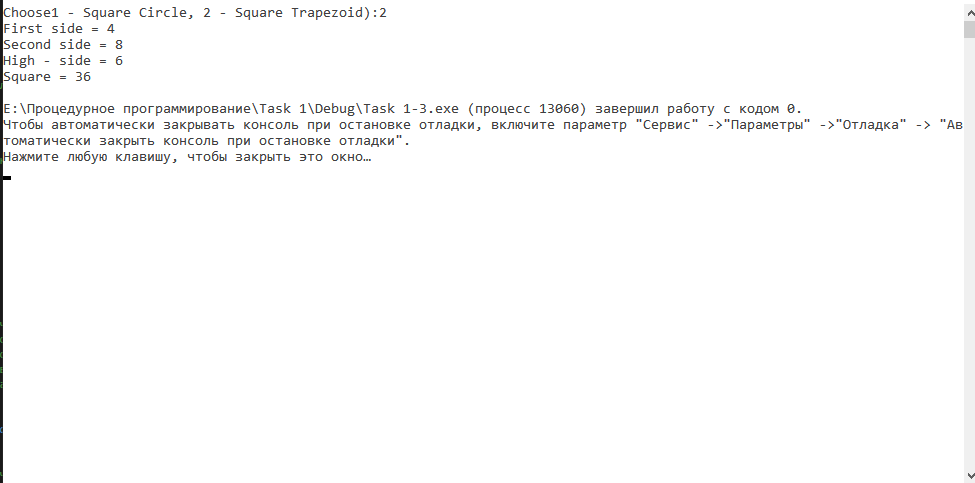 Choose1 - Square Circle, 2 - Square Trapezoid):2
First side = 4
Second side = 8
High - side = 6
Square = 36
E:\Процедурное программирование\Task 1\Debug\Task 1-3.exe (процесс 13060) завершил работу с кодом 0.
Чтобы автоматически закрывать консоль при остановке отладки, включите параметр "Сервис" ->"Параметры" ->"Отладка" -> "Ав
томатически закрыть консоль при остановке отладки".
Нажмите любую клавишу, чтобы закрыть это окно…